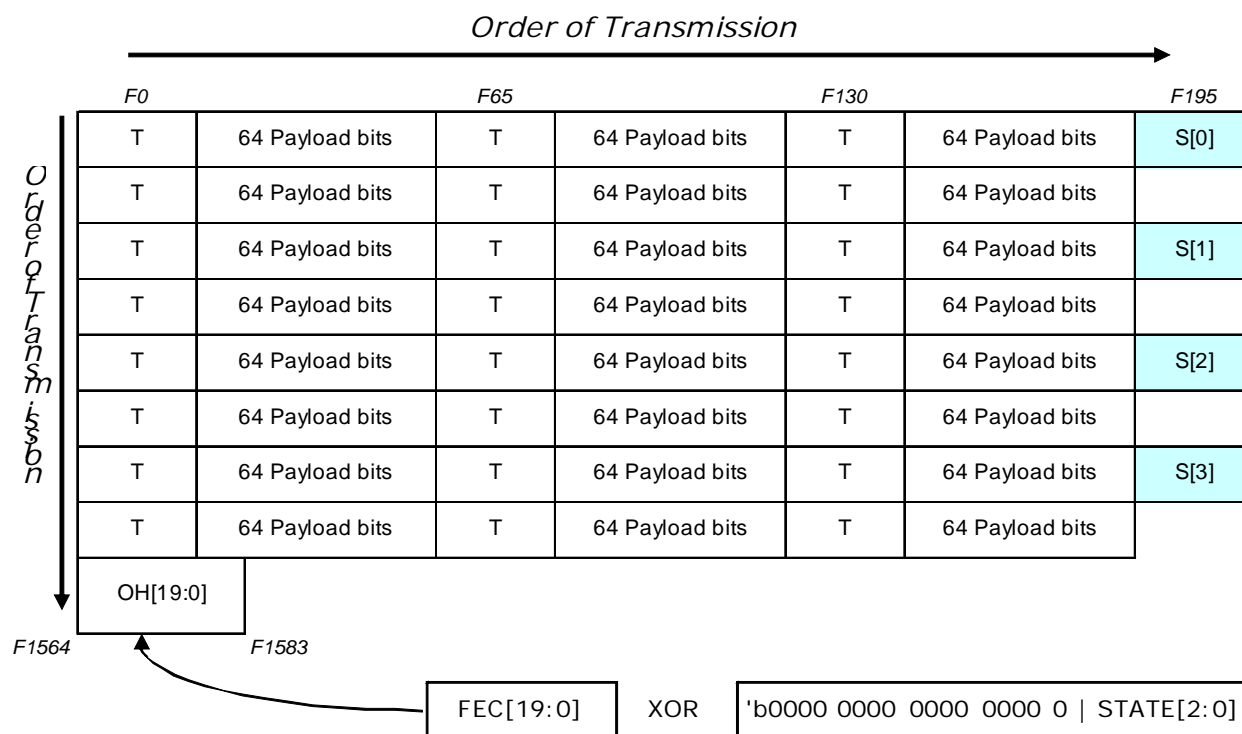 Order of Transmission
F0 F65 F130 F195
Order of Transmission
T 64 Payload bits T 64 Payload bits T 64 Payload bits S[0]
T 64 Payload bits T 64 Payload bits T 64 Payload bits
T 64 Payload bits T 64 Payload bits T 64 Payload bits S[1]
T 64 Payload bits T 64 Payload bits T 64 Payload bits
T 64 Payload bits T 64 Payload bits T 64 Payload bits S[2]
T 64 Payload bits T 64 Payload bits T 64 Payload bits
T 64 Payload bits T 64 Payload bits T 64 Payload bits S[3]
T 64 Payload bits T 64 Payload bits T 64 Payload bits
OH[19:0]
F1564 F1583
FEC[19:0] XOR 'b0000 0000 0000 0000 0 | STATE[2:0]